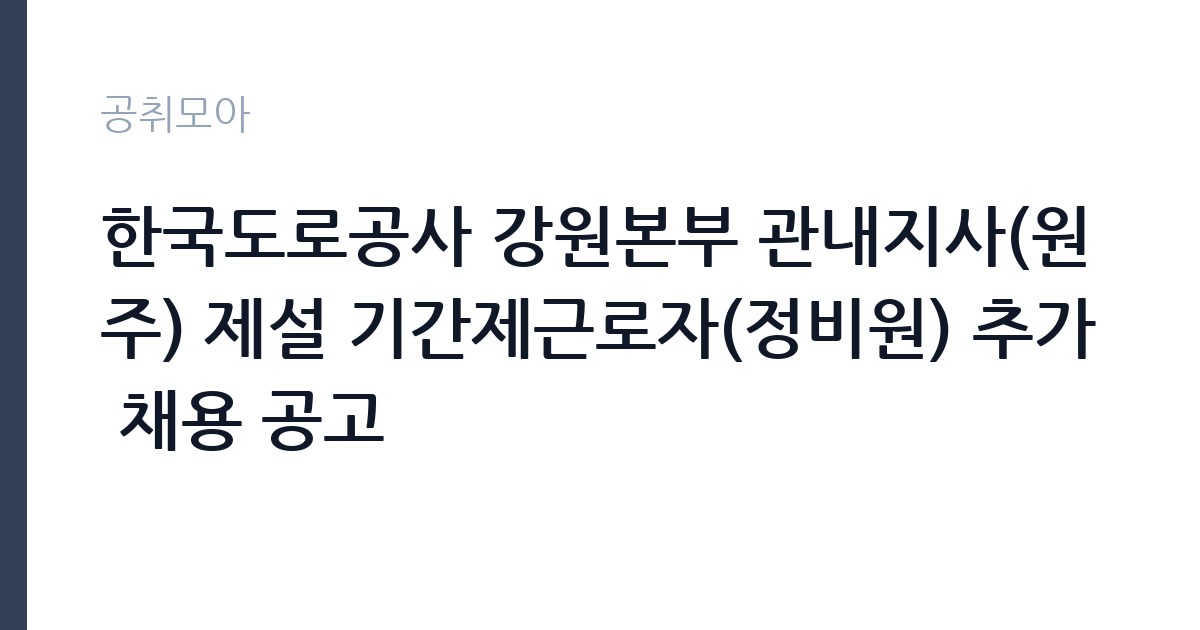 공취모아
한국도로공사 강원본부 관내지사(원
주) 제설 기간제근로자(정비원) 추가
채용 공고